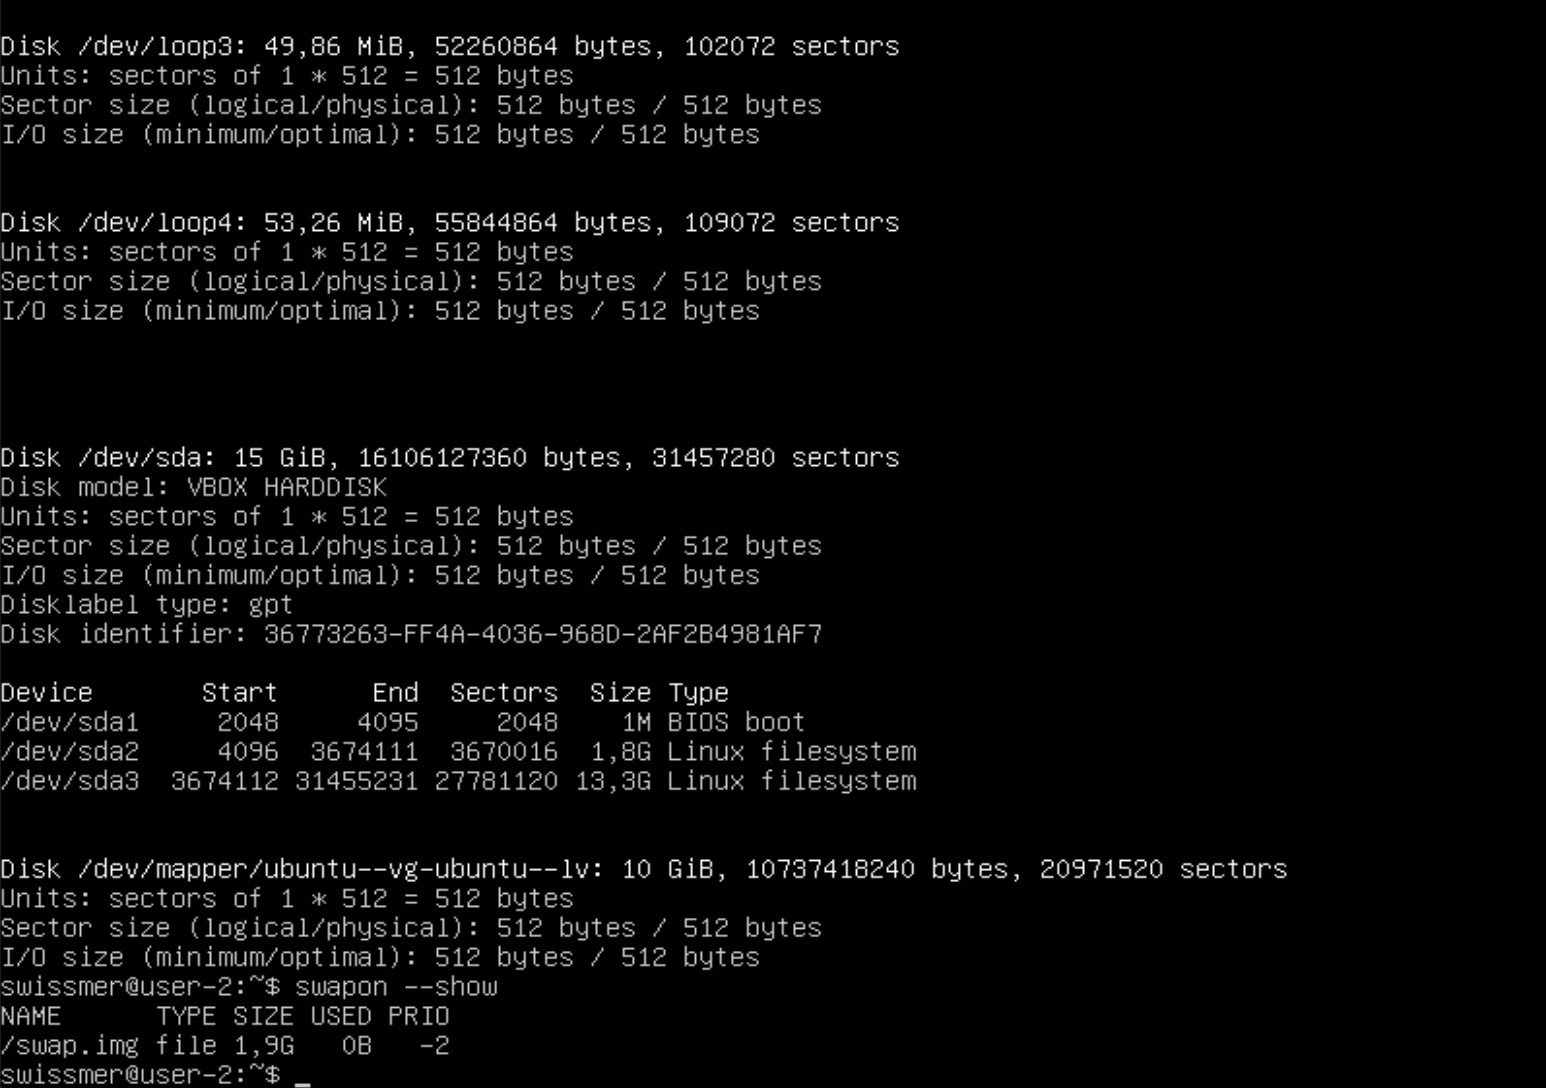 Disk /dev/loop3: 49,86 MiB, 52260864 bytes, 102072 sectors
Units: sectors of 1 * 512 = 512 bytes
Sector size (logical/physical): 512 bytes / 512 bytes
I/O size (minimum/optimal): 512 bytes / 512 bytes
Disk /dev/loop4: 53,26 MiB, 55844864 bytes, 109072 sectors
Units: sectors of 1 * 512 = 512 bytes
Sector size (logical/physical): 512 bytes / 512 bytes
I/O size (minimum/optimal): 512 bytes / 512 bytes
Disk /dev/sda: 15 GiB, 16106127360 bytes, 31457280 sectors
Disk model: VBOX HARDDISK
Units: sectors of 1 * 512 = 512 bytes
Sector size (logical/physical): 512 bytes / 512 bytes
I/O size (minimum/optimal): 512 bytes / 512 bytes
Disklabel type: gpt
Disk identifier: 36773263-FF4A-4036-968D-2AF2B4981AF7
Device       Start      End  Sectors  Size Type
/dev/sda1     2048     4095     2048    1M BIOS boot
/dev/sda2     4096  3674111  3670016  1,8G Linux filesystem
/dev/sda3  3674112 31455231 27781120 13,3G Linux filesystem
Disk /dev/mapper/ubuntu--vg-ubuntu--lv: 10 GiB, 10737418240 bytes, 20971520 sectors
Units: sectors of 1 * 512 = 512 bytes
Sector size (logical/physical): 512 bytes / 512 bytes
I/O size (minimum/optimal): 512 bytes / 512 bytes
swissmer@user-2:~$ swapon --show
NAME      TYPE SIZE USED PRIO
/swap.img file 1,9G   0B   -2
swissmer@user-2:~$ _